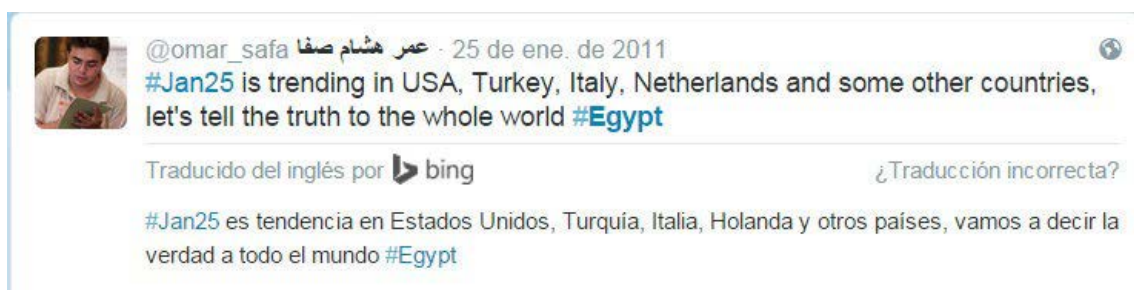 @omar_safa عمر هشام صفا · 25 de ene. de 2011
#Jan25 is trending in USA, Turkey, Italy, Netherlands and some other countries,
let's tell the truth to the whole world #Egypt
Traducido del inglés por bing ¿Traducción incorrecta?
#Jan25 es tendencia en Estados Unidos, Turquía, Italia, Holanda y otros países, vamos a decir la
verdad a todo el mundo #Egypt